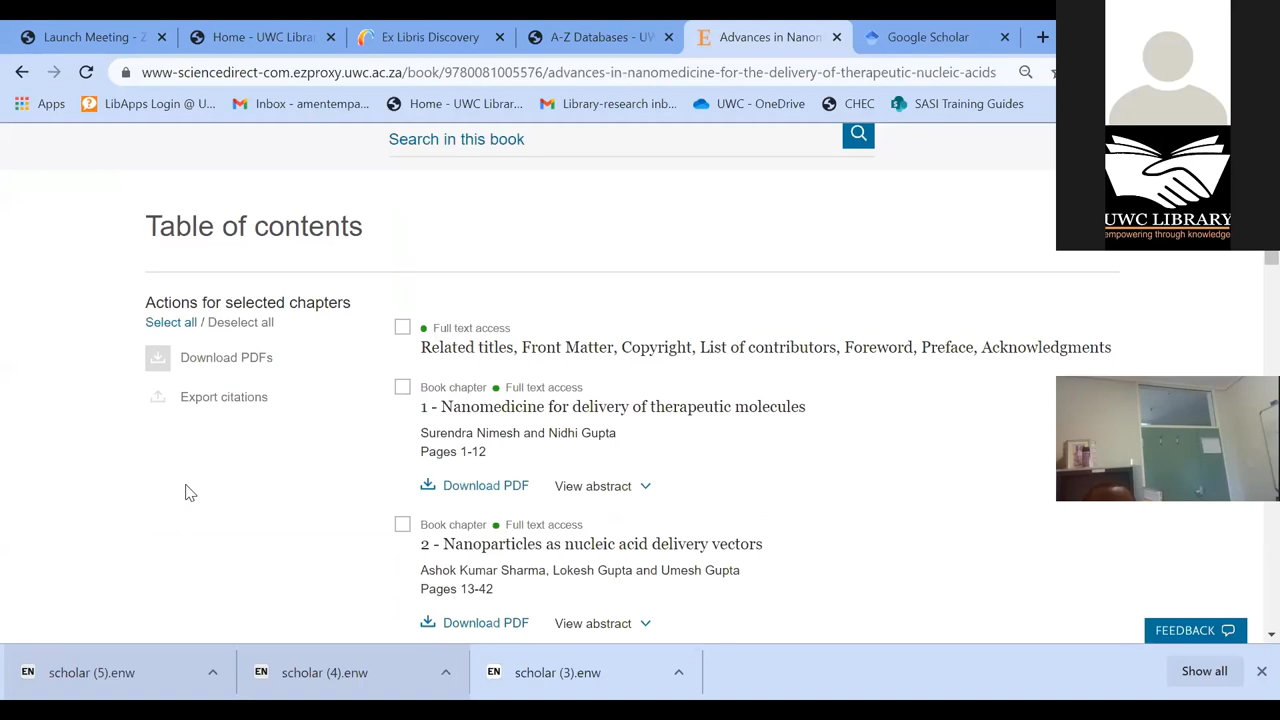 Launch Meeting - Z
Home - UWC Libra
Ex Libris Discovery
A-Z Databases - UW
Advances in Nanon
Google Scholar
www-sciencedirect-com.ezproxy.uwc.ac.za/book/9780081005576/advances-in-nanomedicine-for-the-delivery-of-therapeutic-nucleic-acids
Apps
LibApps Login @ U...
Inbox - amentempa...
Home - UWC Librar...
Library-research inb...
UWC - OneDrive
CHEC
SASI Training Guides
Search in this book
UWC LIBRARY
empowering through knowledge
Table of contents
Actions for selected chapters
Select all / Deselect all
Download PDFs
Export citations
Full text access
Related titles, Front Matter, Copyright, List of contributors, Foreword, Preface, Acknowledgments
Book chapter Full text access
1 - Nanomedicine for delivery of therapeutic molecules
Surendra Nimesh and Nidhi Gupta
Pages 1-12
Download PDF View abstract
Book chapter Full text access
2 - Nanoparticles as nucleic acid delivery vectors
Ashok Kumar Sharma, Lokesh Gupta and Umesh Gupta
Pages 13-42
Download PDF View abstract
FEEDBACK
EN scholar (5).enw
EN scholar (4).enw
EN scholar (3).enw
Show all